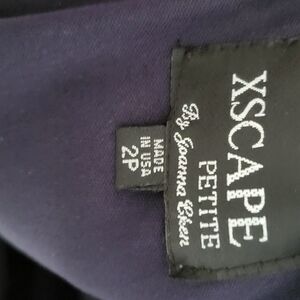 XSCAPE
PETITE
By Joanna Chen
MADE
IN USA
2P